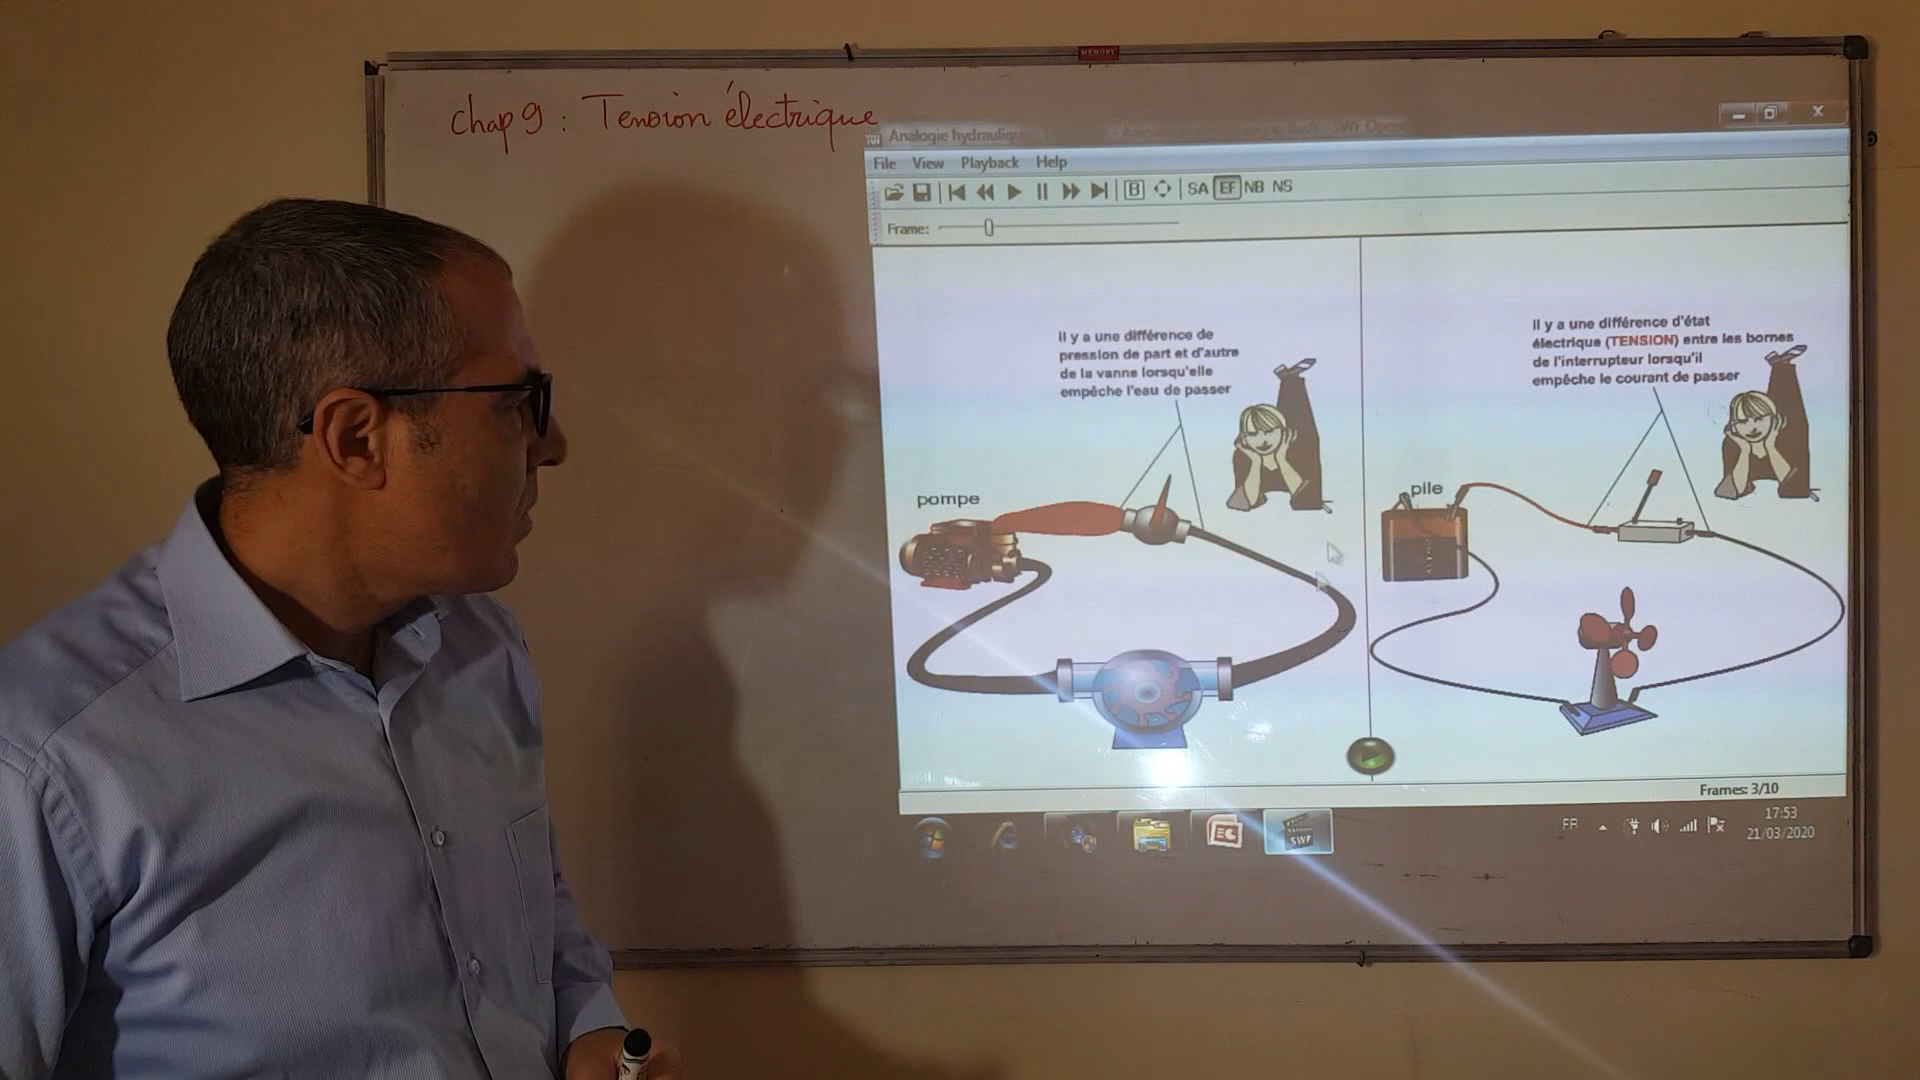 MEMORY
Chap 9 : Tension électrique
Analogie hydrauliq
File View Playback Help
SA EF NB NS
Frame:
Il y a une différence de
pression de part et d'autre
de la vanne lorsqu'elle
empêche l'eau de passer
pompe
Il y a une différence d'état
électrique (TENSION) entre les bornes
de l'interrupteur lorsqu'il
empêche le courant de passer
pile
Frames: 3/10
SWF
FR
17:53
21/03/2020